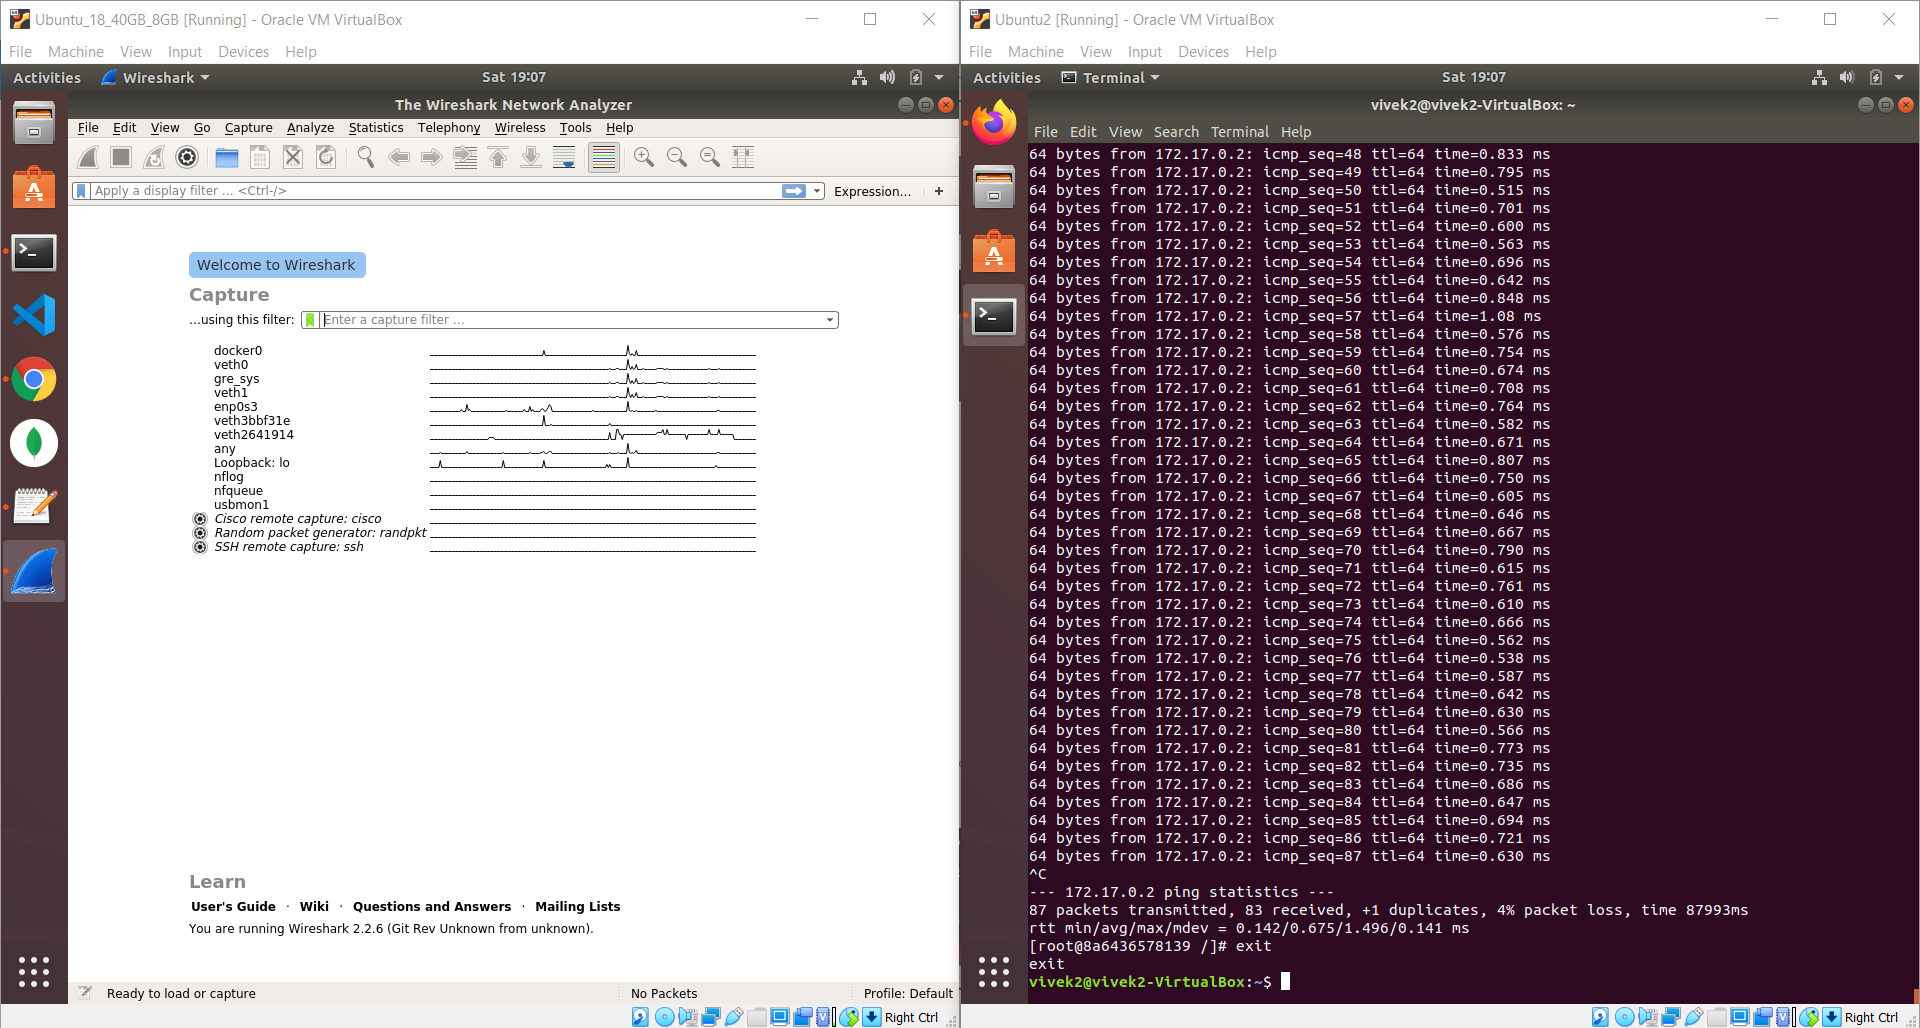 Ubuntu_18_40GB_8GB [Running] - Oracle VM VirtualBox
File Machine View Input Devices Help
Activities Wireshark Sat 19:07
The Wireshark Network Analyzer
File Edit View Go Capture Analyze Statistics Telephony Wireless Tools Help
Apply a display filter ... <Ctrl-/> Expression... +
Welcome to Wireshark
Capture
...using this filter: Enter a capture filter ...
docker0
veth0
gre_sys
veth1
enp0s3
veth3bbf31e
veth2641914
any
Loopback: lo
nflog
nfqueue
usbmon1
Cisco remote capture: cisco
Random packet generator: randpkt
SSH remote capture: ssh
Learn
User's Guide · Wiki · Questions and Answers · Mailing Lists
You are running Wireshark 2.2.6 (Git Rev Unknown from unknown).
Ready to load or capture No Packets Profile: Default
Right Ctrl
Ubuntu2 [Running] - Oracle VM VirtualBox
File Machine View Input Devices Help
Activities Terminal Sat 19:07
vivek2@vivek2-VirtualBox: ~
File Edit View Search Terminal Help
64 bytes from 172.17.0.2: icmp_seq=48 ttl=64 time=0.833 ms
64 bytes from 172.17.0.2: icmp_seq=49 ttl=64 time=0.795 ms
64 bytes from 172.17.0.2: icmp_seq=50 ttl=64 time=0.515 ms
64 bytes from 172.17.0.2: icmp_seq=51 ttl=64 time=0.701 ms
64 bytes from 172.17.0.2: icmp_seq=52 ttl=64 time=0.600 ms
64 bytes from 172.17.0.2: icmp_seq=53 ttl=64 time=0.563 ms
64 bytes from 172.17.0.2: icmp_seq=54 ttl=64 time=0.696 ms
64 bytes from 172.17.0.2: icmp_seq=55 ttl=64 time=0.642 ms
64 bytes from 172.17.0.2: icmp_seq=56 ttl=64 time=0.848 ms
64 bytes from 172.17.0.2: icmp_seq=57 ttl=64 time=1.08 ms
64 bytes from 172.17.0.2: icmp_seq=58 ttl=64 time=0.576 ms
64 bytes from 172.17.0.2: icmp_seq=59 ttl=64 time=0.754 ms
64 bytes from 172.17.0.2: icmp_seq=60 ttl=64 time=0.674 ms
64 bytes from 172.17.0.2: icmp_seq=61 ttl=64 time=0.708 ms
64 bytes from 172.17.0.2: icmp_seq=62 ttl=64 time=0.764 ms
64 bytes from 172.17.0.2: icmp_seq=63 ttl=64 time=0.582 ms
64 bytes from 172.17.0.2: icmp_seq=64 ttl=64 time=0.671 ms
64 bytes from 172.17.0.2: icmp_seq=65 ttl=64 time=0.807 ms
64 bytes from 172.17.0.2: icmp_seq=66 ttl=64 time=0.750 ms
64 bytes from 172.17.0.2: icmp_seq=67 ttl=64 time=0.605 ms
64 bytes from 172.17.0.2: icmp_seq=68 ttl=64 time=0.646 ms
64 bytes from 172.17.0.2: icmp_seq=69 ttl=64 time=0.667 ms
64 bytes from 172.17.0.2: icmp_seq=70 ttl=64 time=0.790 ms
64 bytes from 172.17.0.2: icmp_seq=71 ttl=64 time=0.615 ms
64 bytes from 172.17.0.2: icmp_seq=72 ttl=64 time=0.761 ms
64 bytes from 172.17.0.2: icmp_seq=73 ttl=64 time=0.610 ms
64 bytes from 172.17.0.2: icmp_seq=74 ttl=64 time=0.666 ms
64 bytes from 172.17.0.2: icmp_seq=75 ttl=64 time=0.562 ms
64 bytes from 172.17.0.2: icmp_seq=76 ttl=64 time=0.538 ms
64 bytes from 172.17.0.2: icmp_seq=77 ttl=64 time=0.587 ms
64 bytes from 172.17.0.2: icmp_seq=78 ttl=64 time=0.642 ms
64 bytes from 172.17.0.2: icmp_seq=79 ttl=64 time=0.630 ms
64 bytes from 172.17.0.2: icmp_seq=80 ttl=64 time=0.566 ms
64 bytes from 172.17.0.2: icmp_seq=81 ttl=64 time=0.773 ms
64 bytes from 172.17.0.2: icmp_seq=82 ttl=64 time=0.735 ms
64 bytes from 172.17.0.2: icmp_seq=83 ttl=64 time=0.686 ms
64 bytes from 172.17.0.2: icmp_seq=84 ttl=64 time=0.647 ms
64 bytes from 172.17.0.2: icmp_seq=85 ttl=64 time=0.694 ms
64 bytes from 172.17.0.2: icmp_seq=86 ttl=64 time=0.721 ms
64 bytes from 172.17.0.2: icmp_seq=87 ttl=64 time=0.630 ms
^C
--- 172.17.0.2 ping statistics ---
87 packets transmitted, 83 received, +1 duplicates, 4% packet loss, time 87993ms
rtt min/avg/max/mdev = 0.142/0.675/1.496/0.141 ms
[root@8a6436578139 /]# exit
exit
vivek2@vivek2-VirtualBox:~$
Right Ctrl